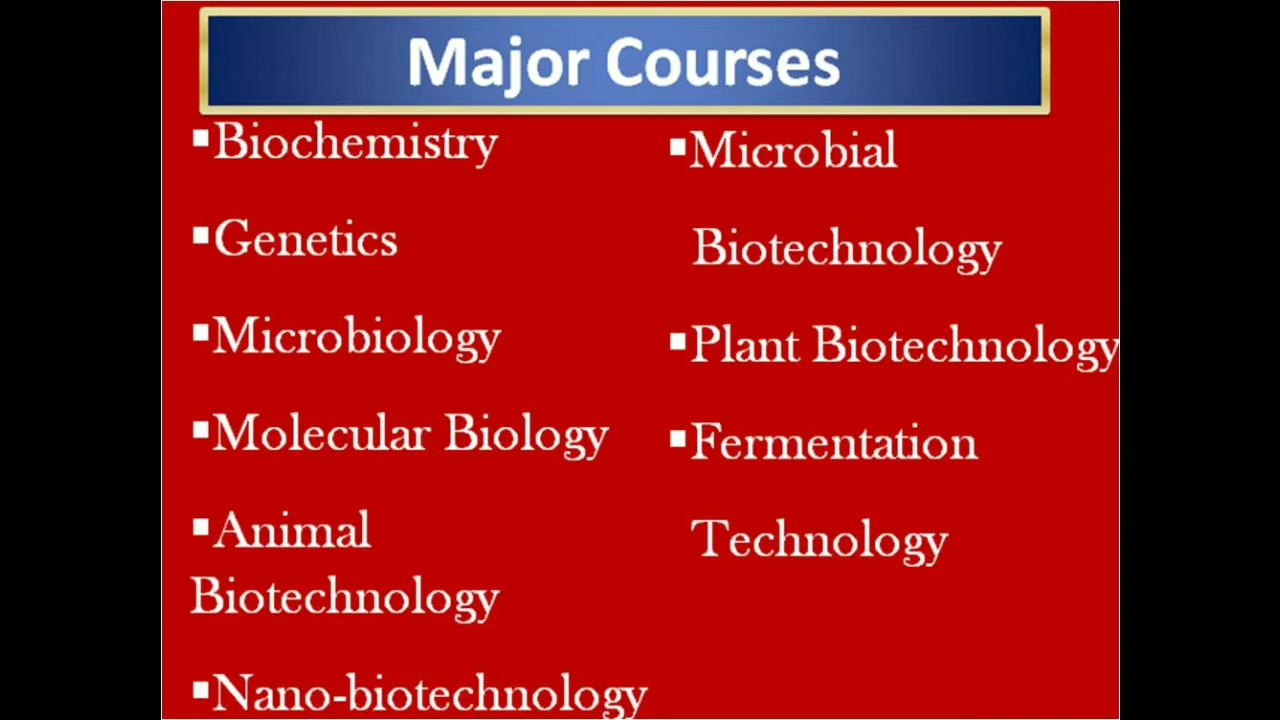 Major Courses
▪Biochemistry
▪Genetics
▪Microbiology
▪Molecular Biology
▪Animal
Biotechnology
▪Nano-biotechnology
▪Microbial
Biotechnology
▪Plant Biotechnology
▪Fermentation
Technology